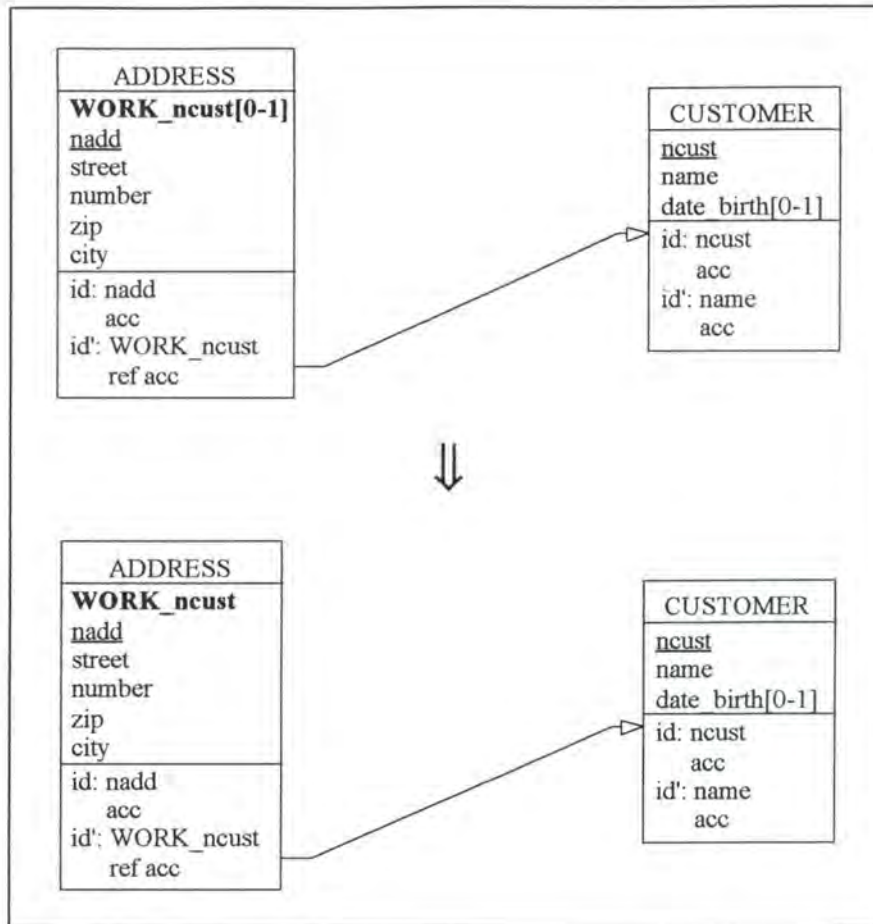 ADDRESS
WORK_ncust[0-1]
nadd
street
number
zip
city
id: nadd
acc
id': WORK_ncust
ref acc
CUSTOMER
ncust
name
date_birth[0-1]
id: ncust
acc
id': name
acc
ADDRESS
WORK_ncust
nadd
street
number
zip
city
id: nadd
acc
id': WORK_ncust
ref acc
CUSTOMER
ncust
name
date_birth[0-1]
id: ncust
acc
id': name
acc